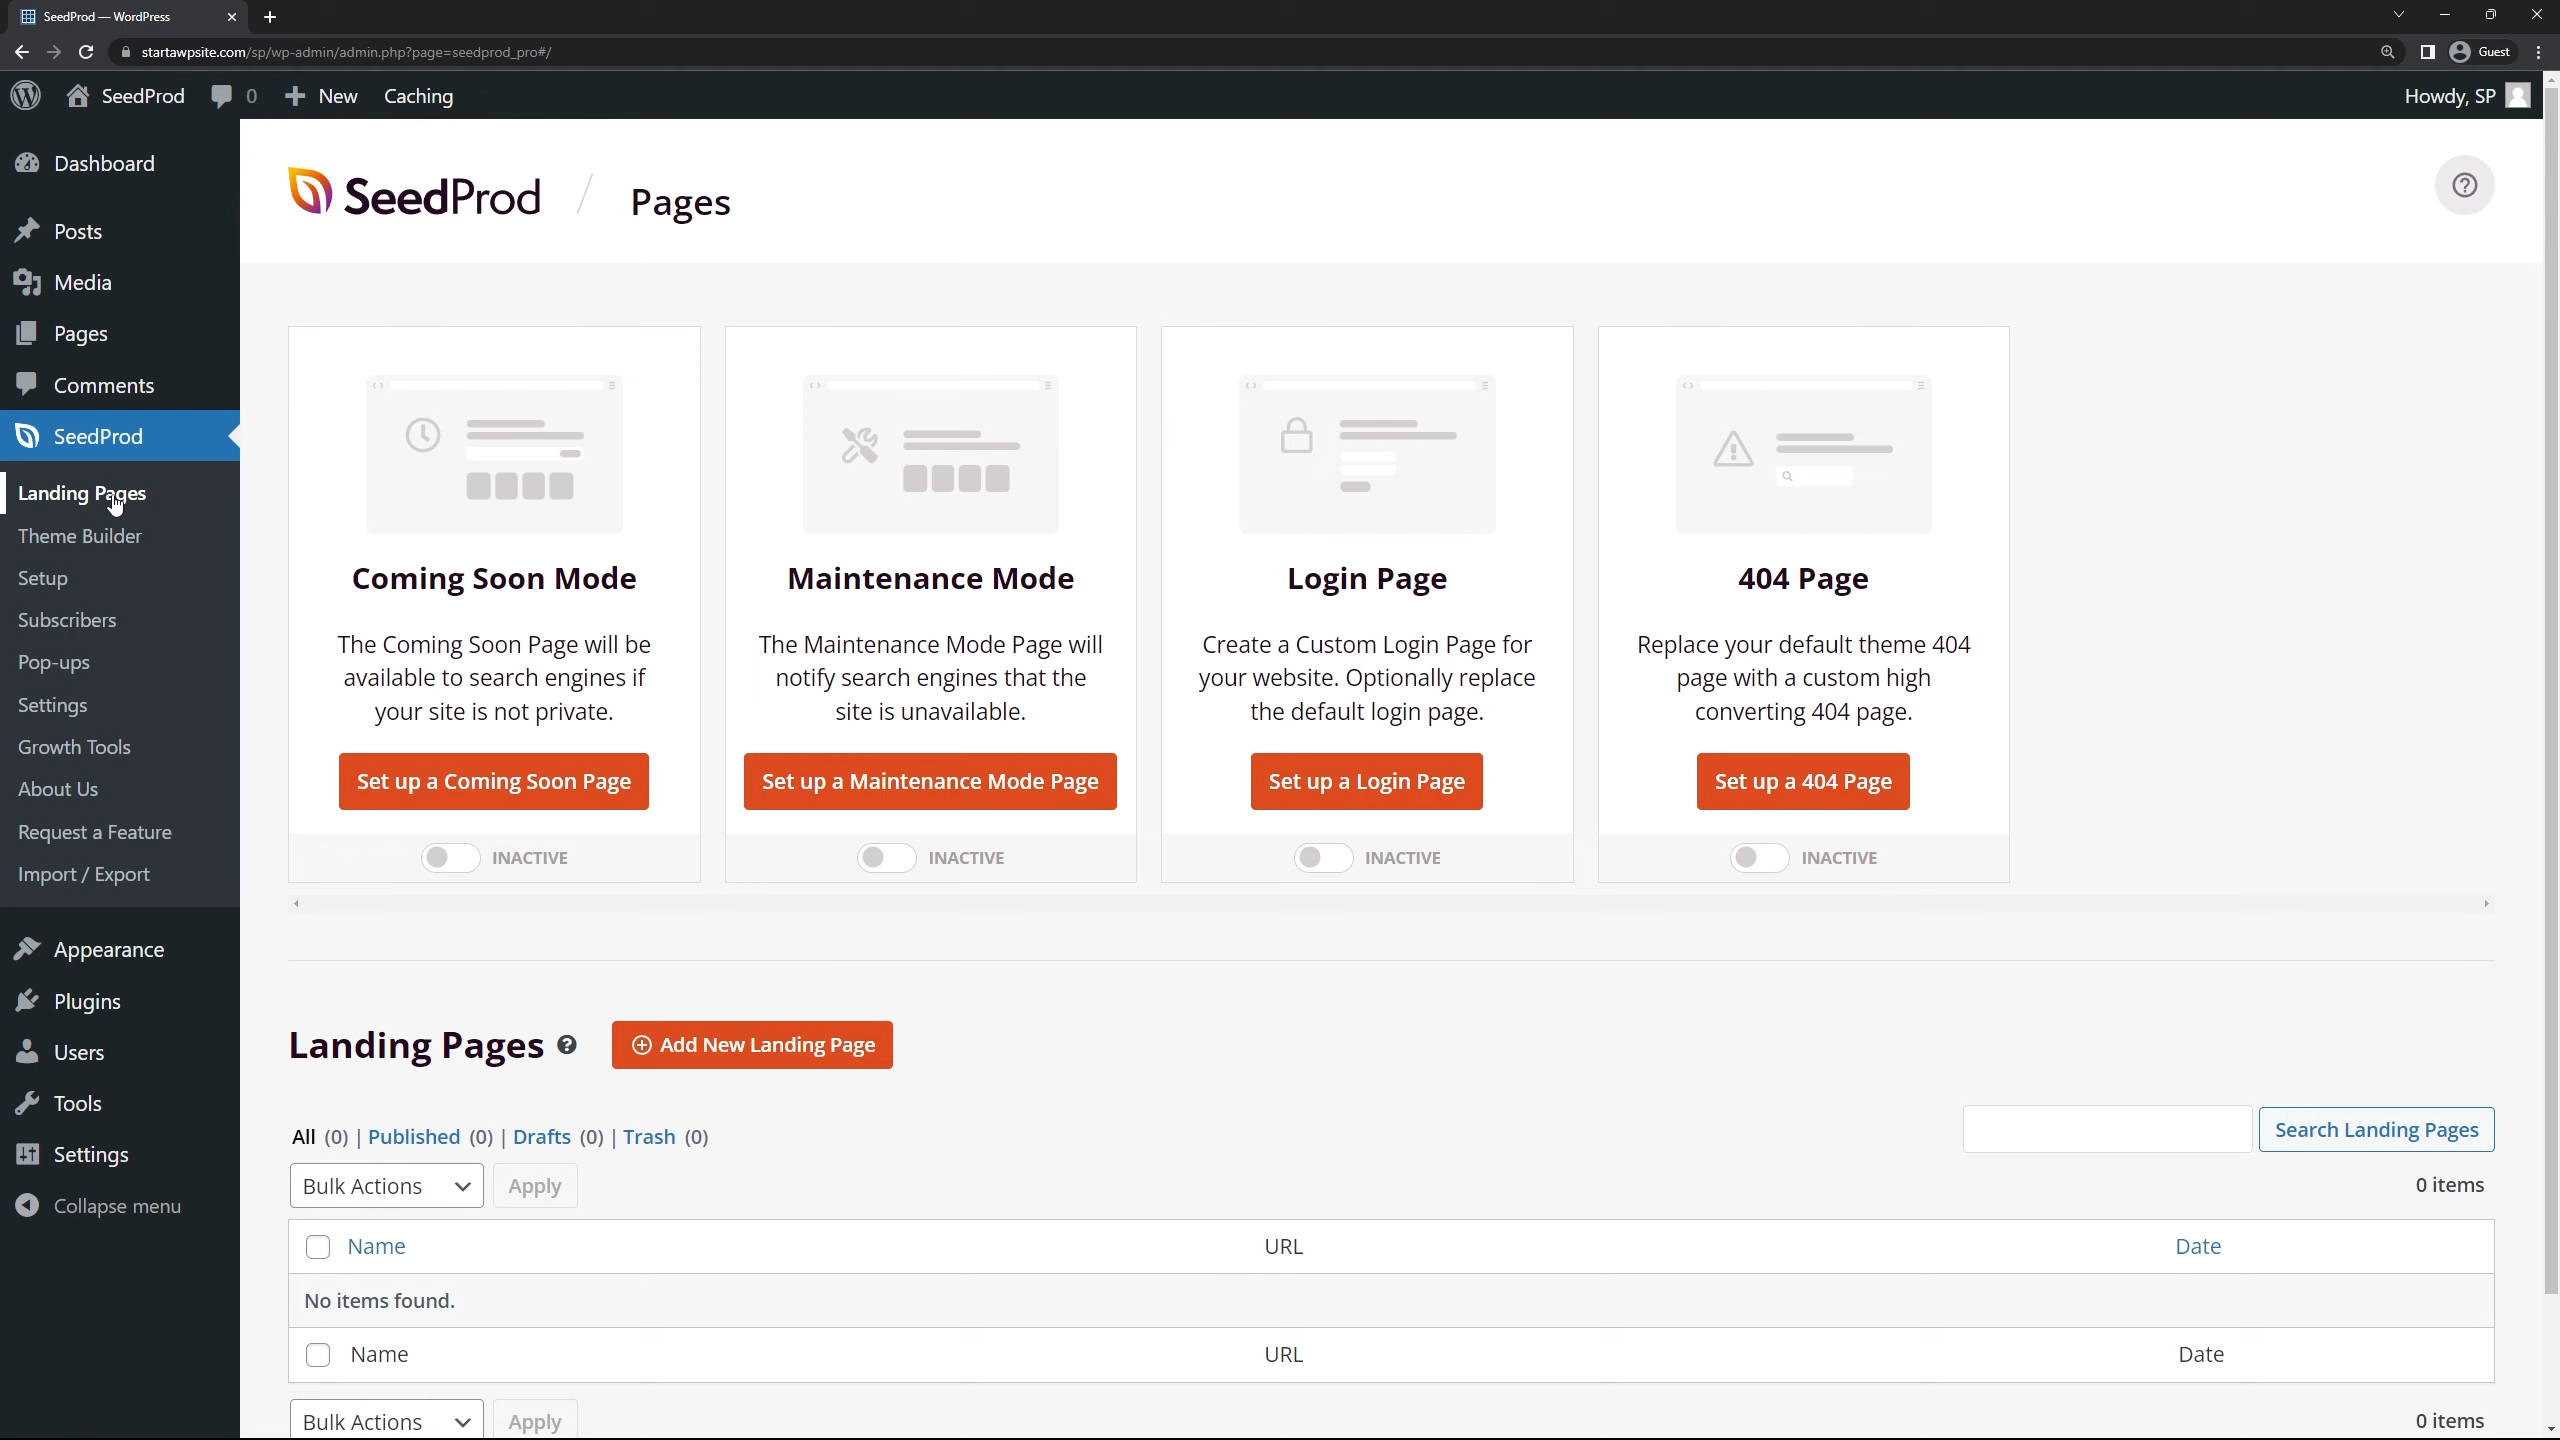 SeedProd — WordPress
startawpsite.com/sp/wp-admin/admin.php?page=seedprod_pro#/
Guest
SeedProd
0
New
Caching
Howdy, SP
Dashboard
Posts
Media
Pages
Comments
SeedProd
Landing Pages
Theme Builder
Setup
Subscribers
Pop-ups
Settings
Growth Tools
About Us
Request a Feature
Import / Export
Appearance
Plugins
Users
Tools
Settings
Collapse menu
SeedProd / Pages
Coming Soon Mode
The Coming Soon Page will be
available to search engines if
your site is not private.
Set up a Coming Soon Page
INACTIVE
Maintenance Mode
The Maintenance Mode Page will
notify search engines that the
site is unavailable.
Set up a Maintenance Mode Page
INACTIVE
Login Page
Create a Custom Login Page for
your website. Optionally replace
the default login page.
Set up a Login Page
INACTIVE
404 Page
Replace your default theme 404
page with a custom high
converting 404 page.
Set up a 404 Page
INACTIVE
Landing Pages
Add New Landing Page
All (0) | Published (0) | Drafts (0) | Trash (0)
Search Landing Pages
Bulk Actions
Apply
0 items
Name URL Date
No items found.
Name URL Date
Bulk Actions
Apply
0 items